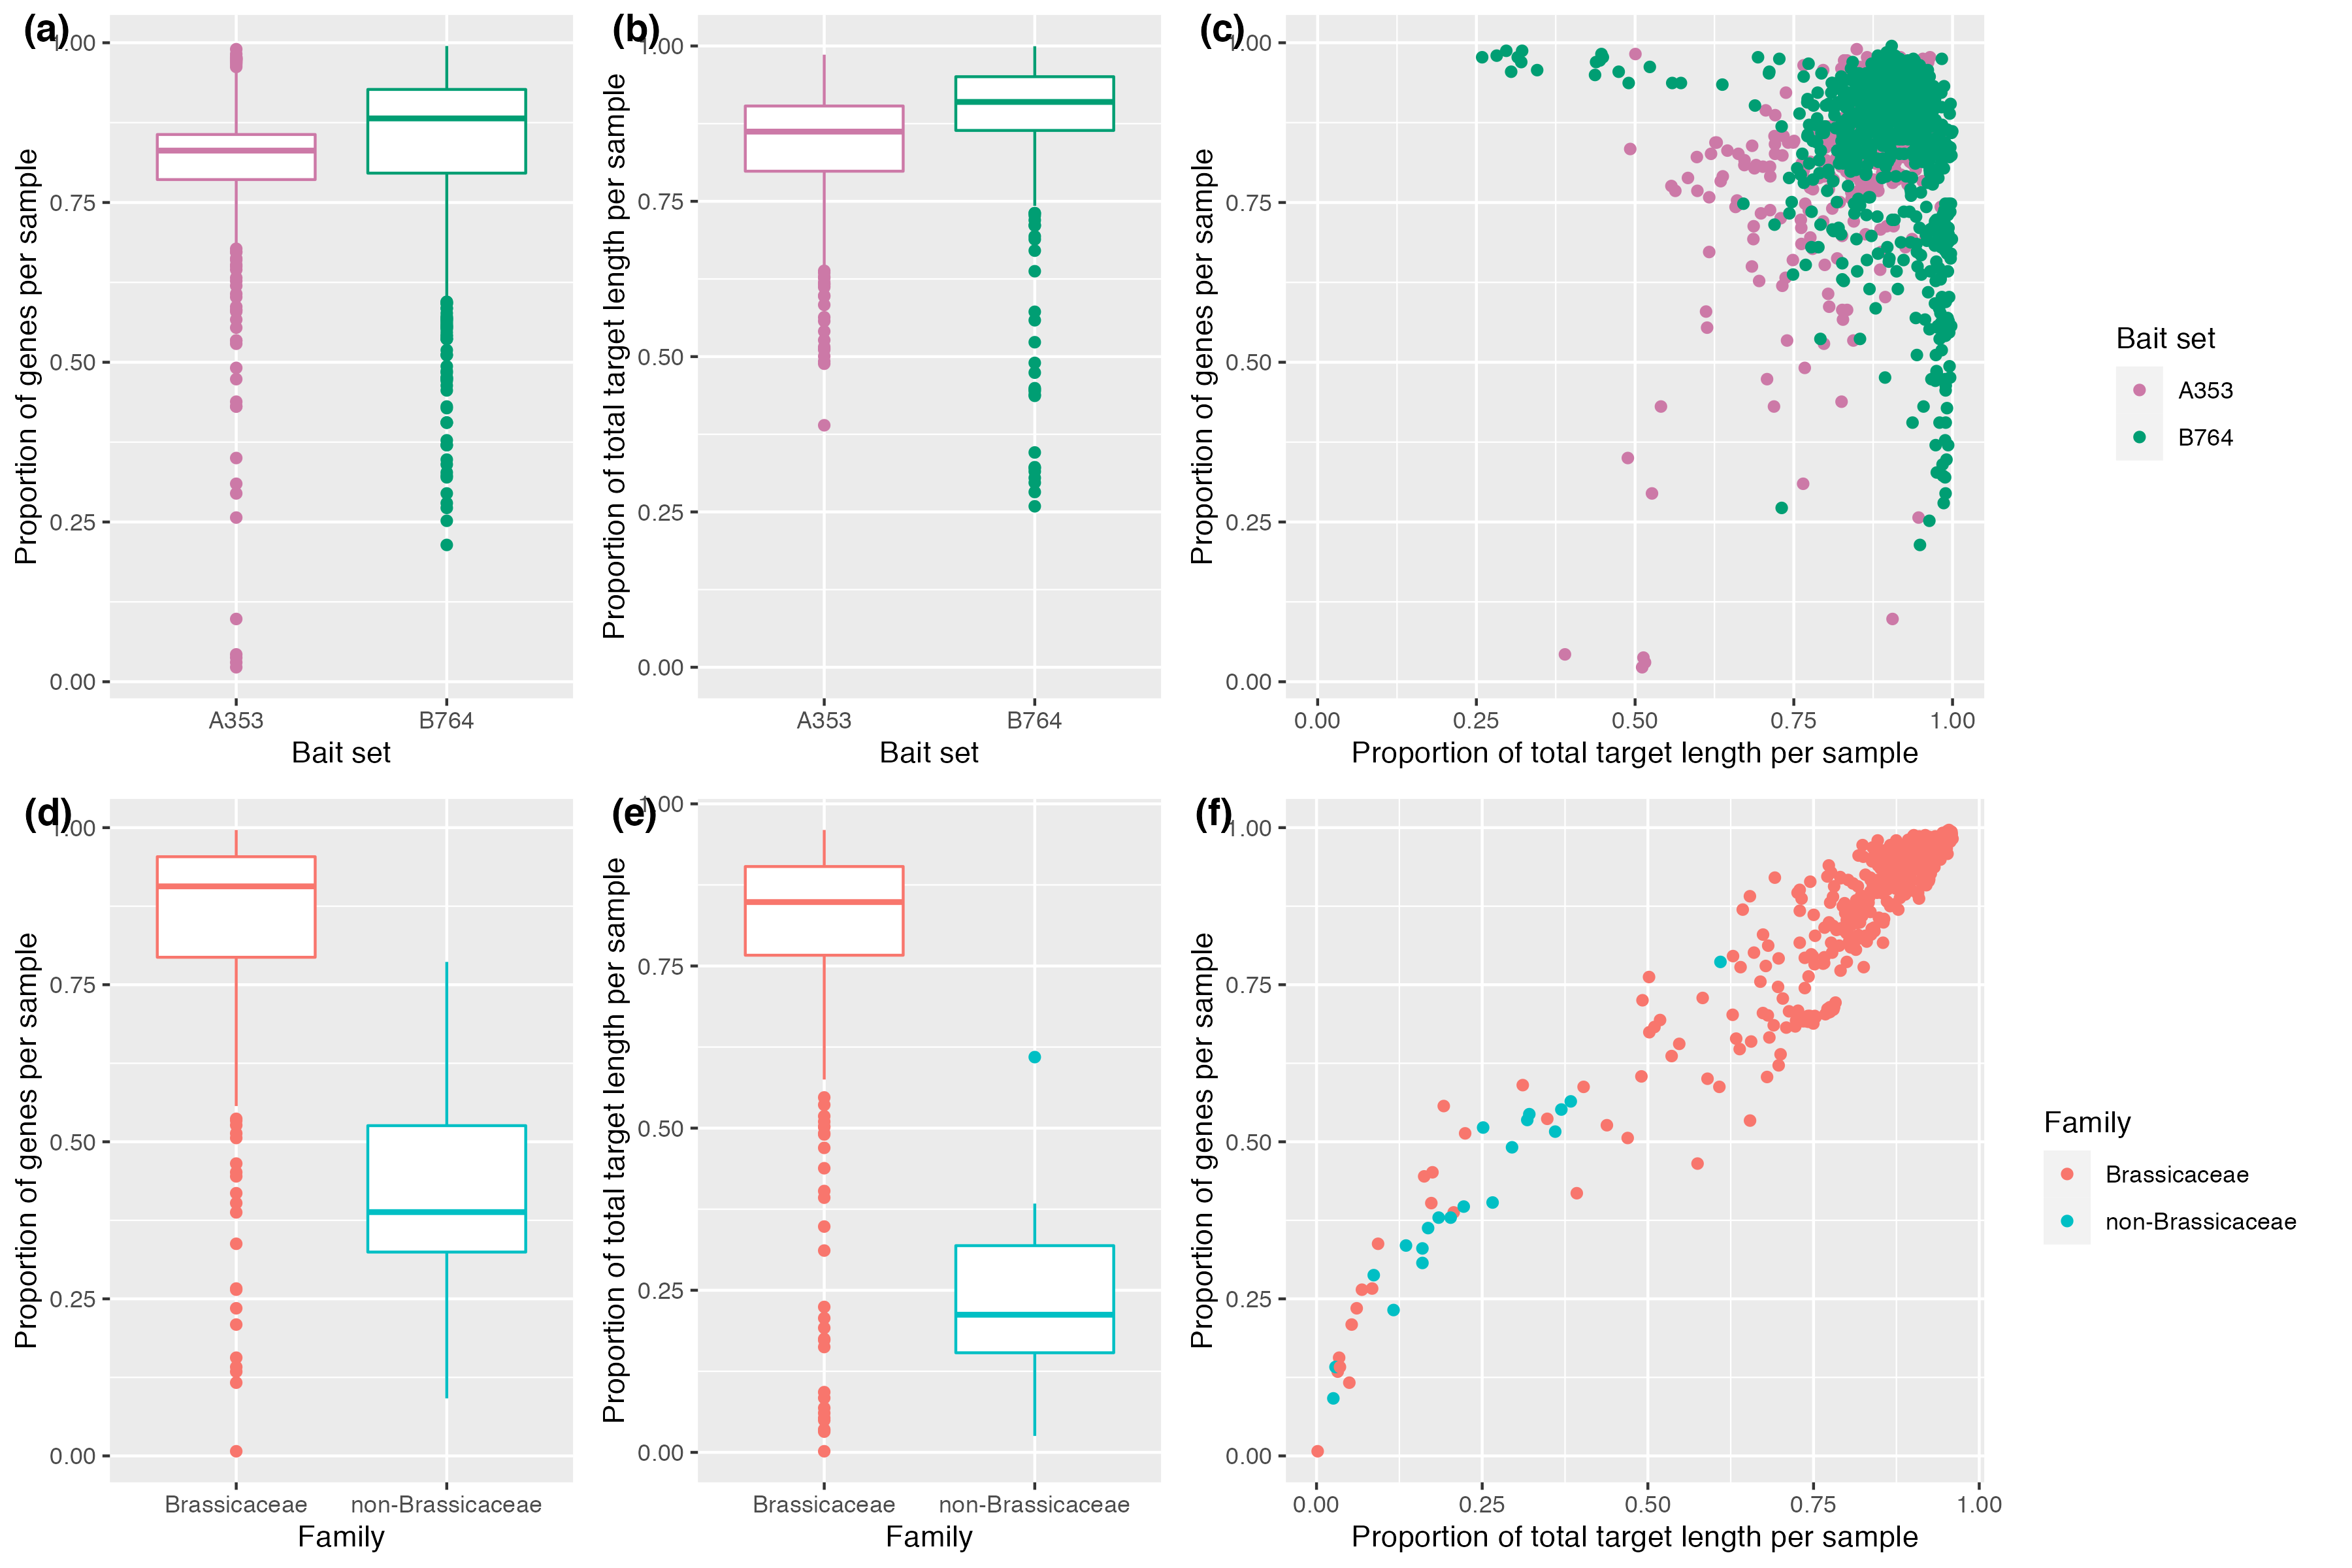 (a)
1.00
0.75
0.50
0.25
0.00
Proportion of genes per sample
A353
B764
Bait set
(b)
1.00
0.75
0.50
0.25
0.00
Proportion of total target length per sample
A353
B764
Bait set
(c)
1.00
0.75
0.50
0.25
0.00
Proportion of genes per sample
0.00
0.25
0.50
0.75
1.00
Proportion of total target length per sample
Bait set
A353
B764
(d)
1.00
0.75
0.50
0.25
0.00
Proportion of genes per sample
Brassicaceae
non-Brassicaceae
Family
(e)
1.00
0.75
0.50
0.25
0.00
Proportion of total target length per sample
Brassicaceae
non-Brassicaceae
Family
(f)
1.00
0.75
0.50
0.25
0.00
Proportion of genes per sample
0.00
0.25
0.50
0.75
1.00
Proportion of total target length per sample
Family
Brassicaceae
non-Brassicaceae